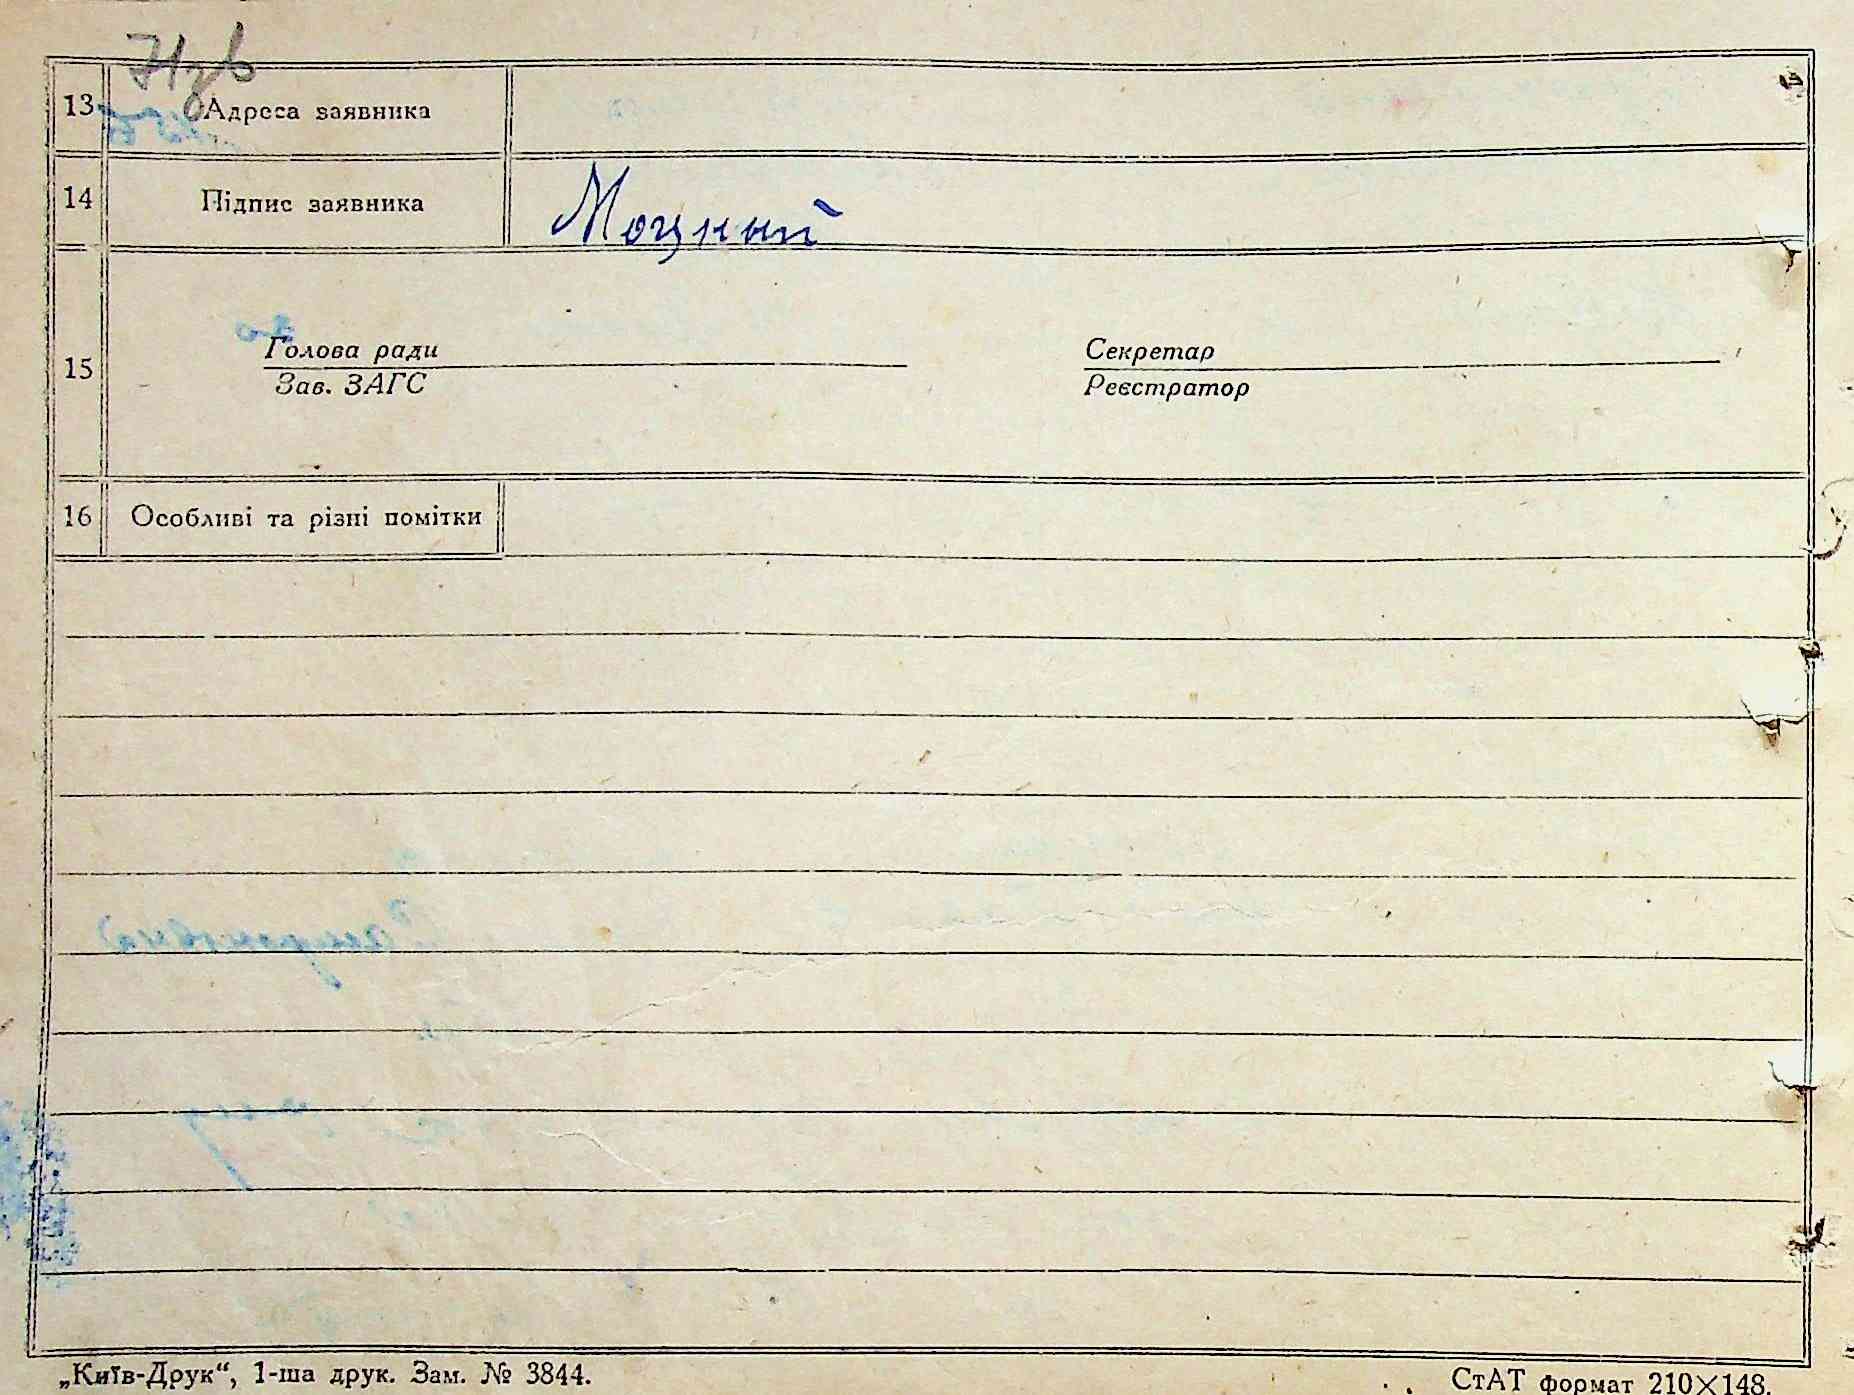 13 Адреса заявника
14 Підпис заявника Моцный
15 Голова ради Секретар
Зав. ЗАГС Реєстратор
16 Особливі та різні помітки
„Київ-Друк“, 1-ша друк. Зам. № 3844. СтАТ формат 210×148.